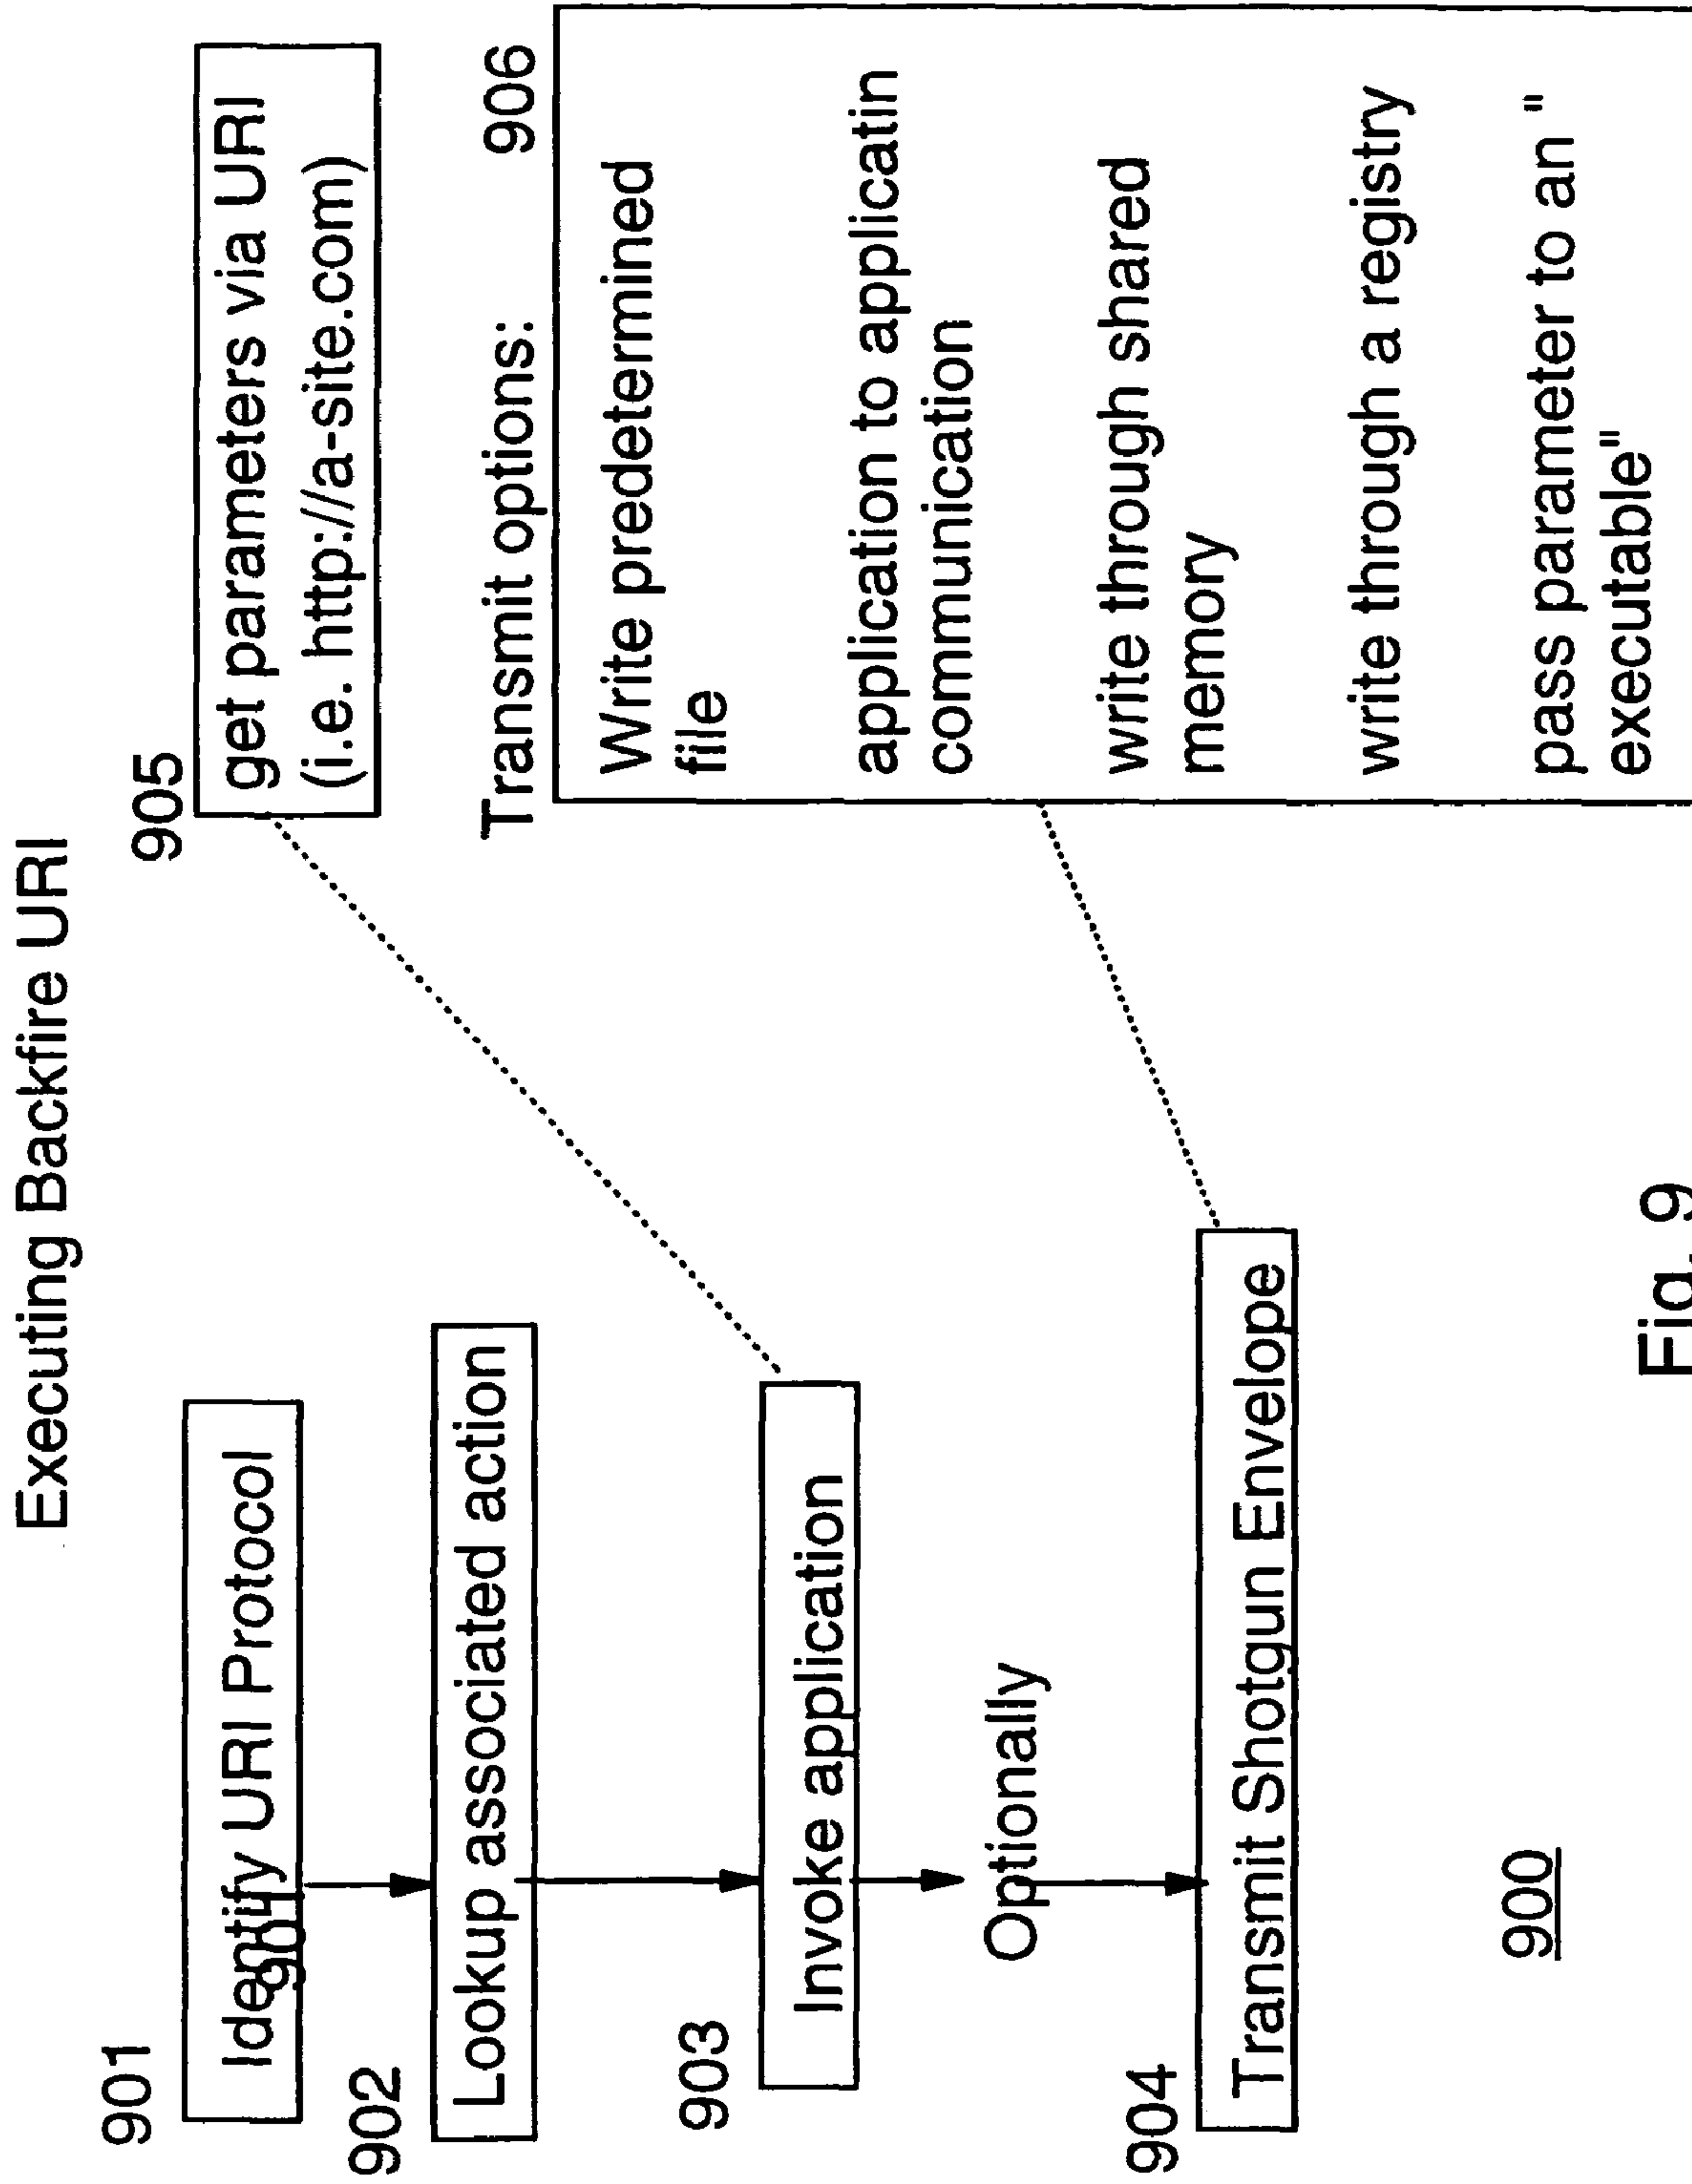 Executing Backfire URI
901
Identify URI Protocol
901
902
Lookup associated action
903
Invoke application
Optionally
904
Transmit Shotgun Envelope
905
get parameters via URI
(i.e. http://a-site.com)
Transmit options:
906
Write predetermined
file
application to applicatin
communication
write through shared
memory
write through a registry
pass parameter to an "
executable"
900
Fig. 9